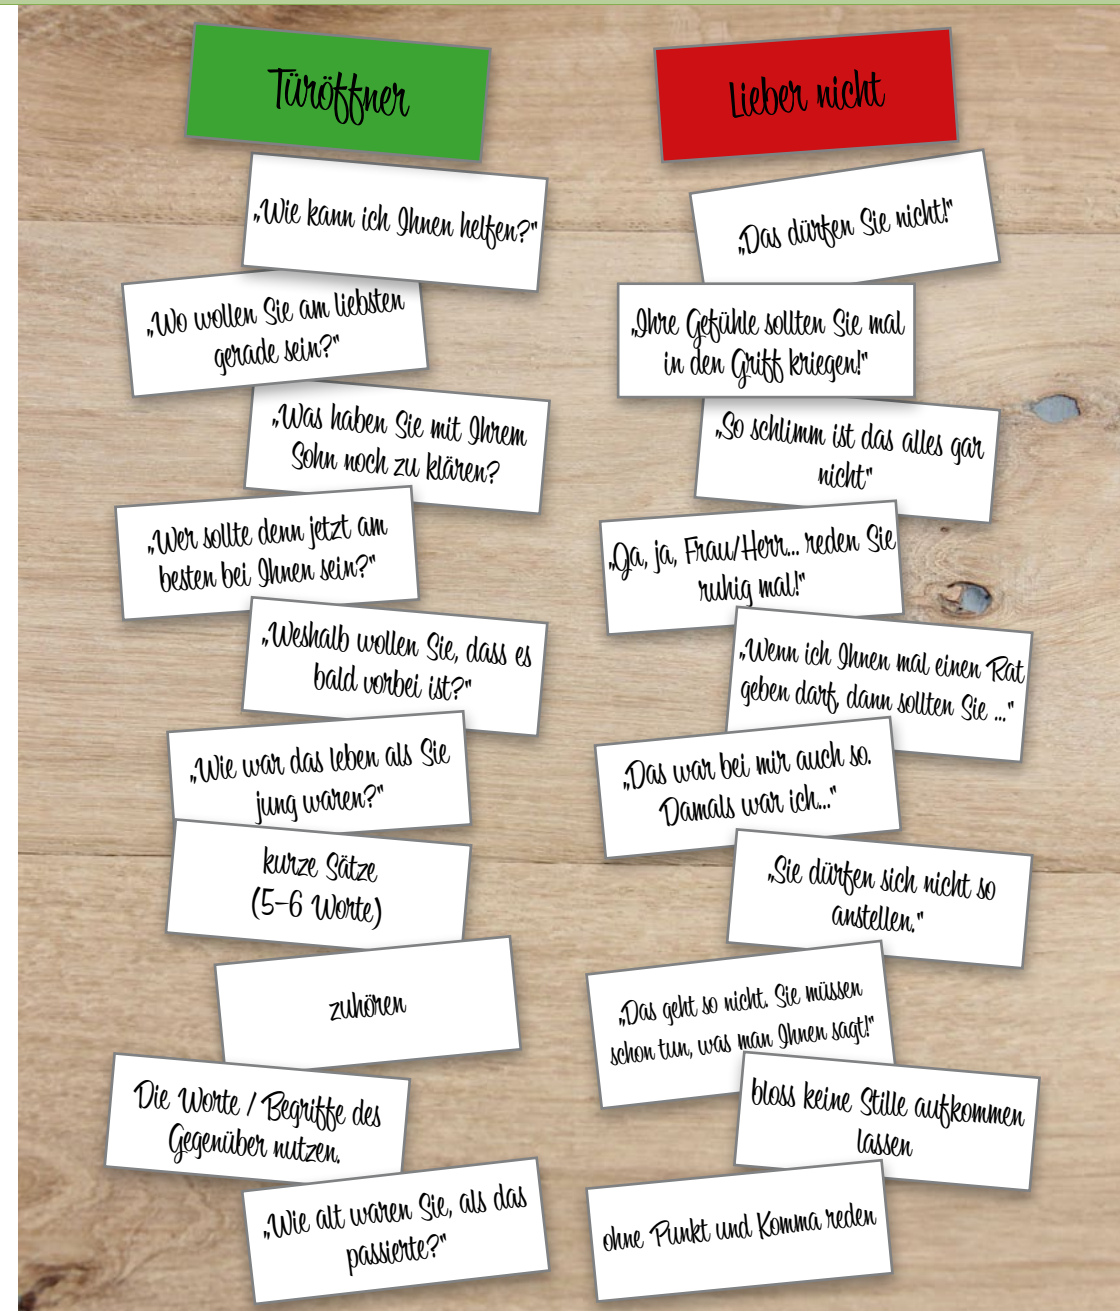 Türöffner
„Wie kann ich Ihnen helfen?"
„Wo wollen Sie am liebsten
gerade sein?"
„Was haben Sie mit Ihrem
Sohn noch zu klären?
„Wer sollte denn jetzt am
besten bei Ihnen sein?"
„Weshalb wollen Sie, dass es
bald vorbei ist?"
„Wie war das leben als Sie
jung waren?"
kurze Sätze
(5-6 Worte)
zuhören
Die Worte / Begriffe des
Gegenüber nutzen.
„Wie alt waren Sie, als das
passierte?"
Lieber nicht
„Das dürfen Sie nicht!"
„Ihre Gefühle sollten Sie mal
in den Griff kriegen!"
„So schlimm ist das alles gar
nicht"
„Ja, ja, Frau/Herr... reden Sie
ruhig mal!"
„Wenn ich Ihnen mal einen Rat
geben darf, dann sollten Sie ..."
„Das war bei mir auch so.
Damals war ich..."
„Sie dürfen sich nicht so
anstellen."
„Das geht so nicht. Sie müssen
schon tun, was man Ihnen sagt!"
bloss keine Stille aufkommen
lassen
ohne Punkt und Komma reden